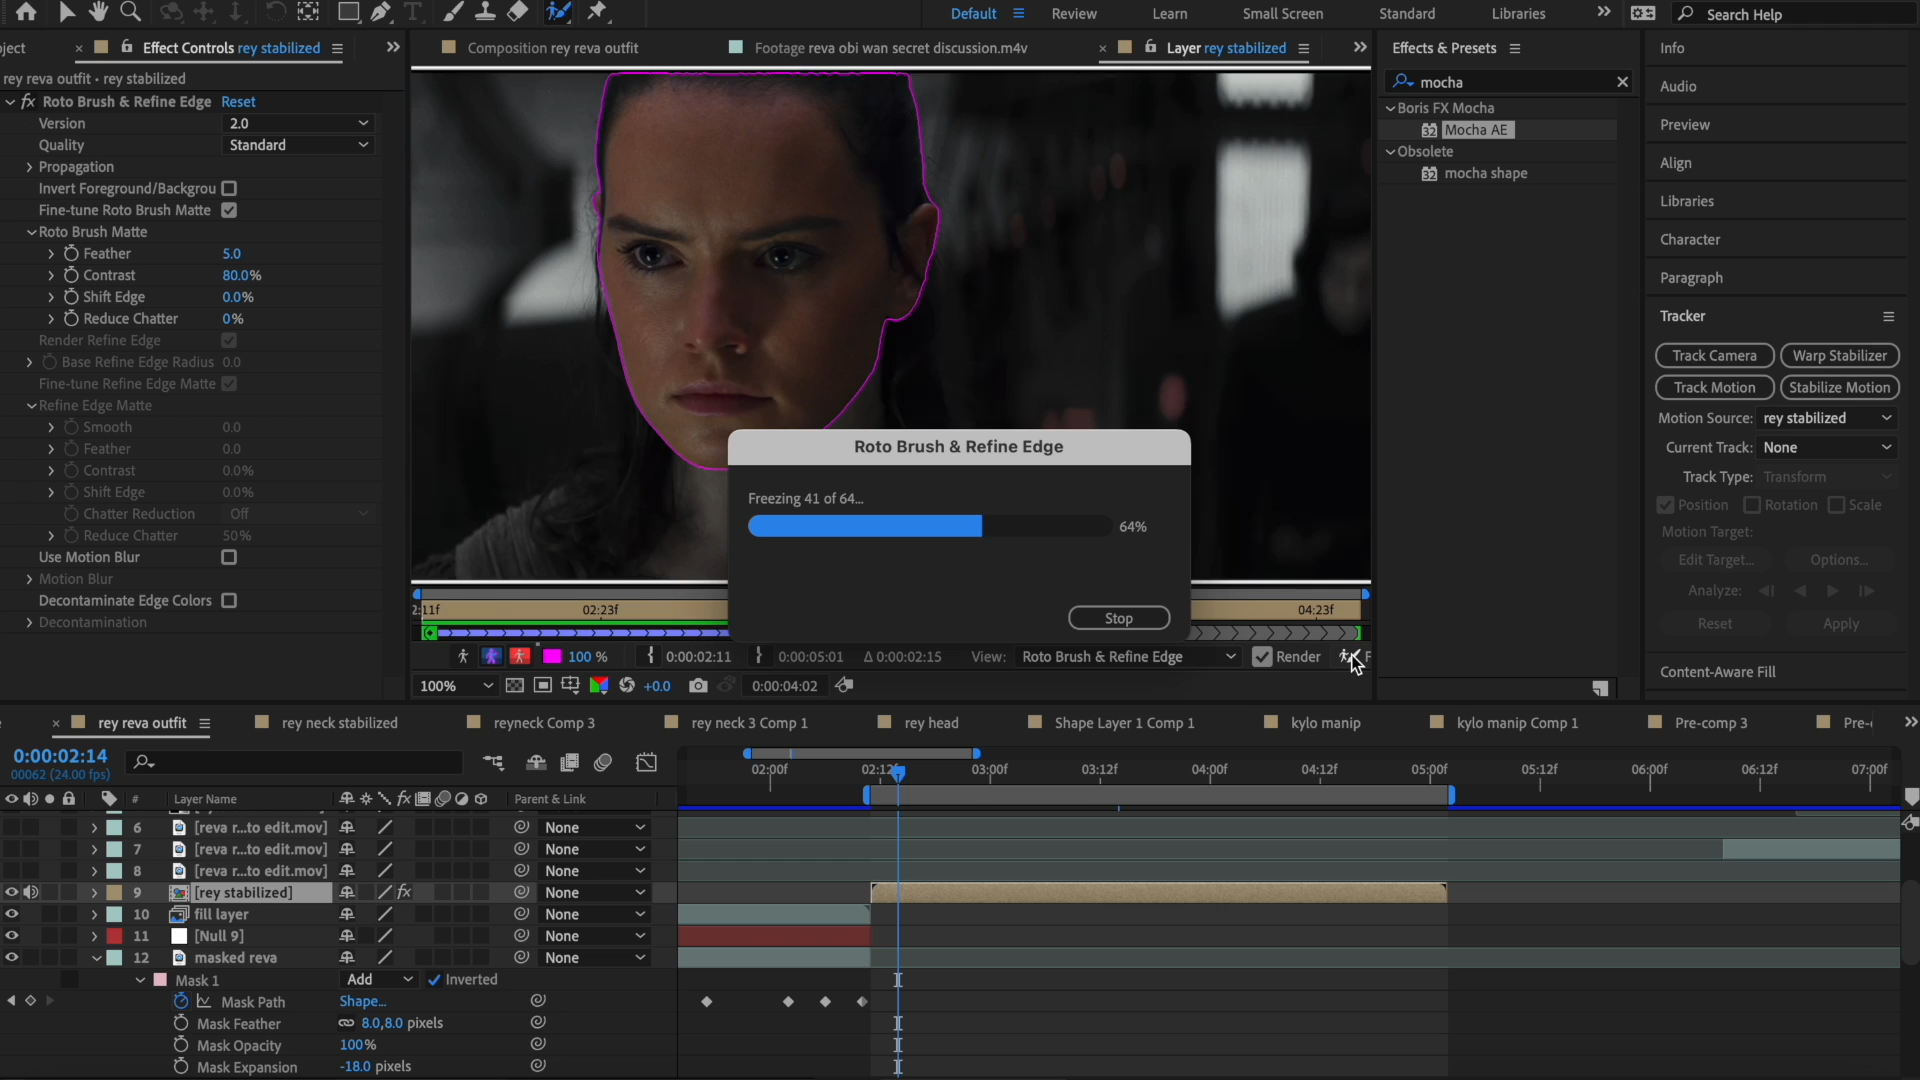 Default
Review
Learn
Small Screen
Standard
Libraries
Search Help
ject
Effect Controls rey stabilized
Composition rey reva outfit
Footage reva obi wan secret discussion.m4v
Layer rey stabilized
Effects & Presets
Info
rey reva outfit • rey stabilized
mocha
Audio
fx Roto Brush & Refine Edge Reset
Boris FX Mocha
Version 2.0
Mocha AE
Preview
Quality Standard
Obsolete
Propagation
mocha shape
Align
Invert Foreground/Backgrou
Libraries
Fine-tune Roto Brush Matte
Roto Brush Matte
Character
Feather 5.0
Contrast 80.0%
Paragraph
Shift Edge 0.0%
Reduce Chatter 0%
Tracker
Render Refine Edge
Track Camera Warp Stabilizer
Base Refine Edge Radius 0.0
Fine-tune Refine Edge Matte
Track Motion Stabilize Motion
Refine Edge Matte
Motion Source: rey stabilized
Smooth 0.0
Current Track: None
Feather 0.0
Track Type: Transform
Contrast 0.0%
Position Rotation Scale
Shift Edge 0.0%
Motion Target:
Chatter Reduction Off
Edit Target... Options...
Reduce Chatter 50%
Analyze:
Use Motion Blur
Reset Apply
Motion Blur
Content-Aware Fill
Decontaminate Edge Colors
Decontamination
Roto Brush & Refine Edge
Freezing 41 of 64...
64%
Stop
2:11f 02:23f 04:23f
100 % 0:00:02:11 0:00:05:01 Δ 0:00:02:15 View: Roto Brush & Refine Edge Render F
100% +0.0 0:00:04:02
rey reva outfit
rey neck stabilized
reyneck Comp 3
rey neck 3 Comp 1
rey head
Shape Layer 1 Comp 1
kylo manip
kylo manip Comp 1
Pre-comp 3
Pre-
0:00:02:14
00062 (24.00 fps)
02:00f 02:12f 03:00f 03:12f 04:00f 04:12f 05:00f 05:12f 06:00f 06:12f 07:00f
# Layer Name fx Parent & Link
6 [reva r...to edit.mov] None
7 [reva r...to edit.mov] None
8 [reva r...to edit.mov] None
9 [rey stabilized] fx None
10 fill layer None
11 [Null 9] None
12 masked reva None
Mask 1 Add Inverted
Mask Path Shape...
Mask Feather 8.0,8.0 pixels
Mask Opacity 100%
Mask Expansion -18.0 pixels
32
32